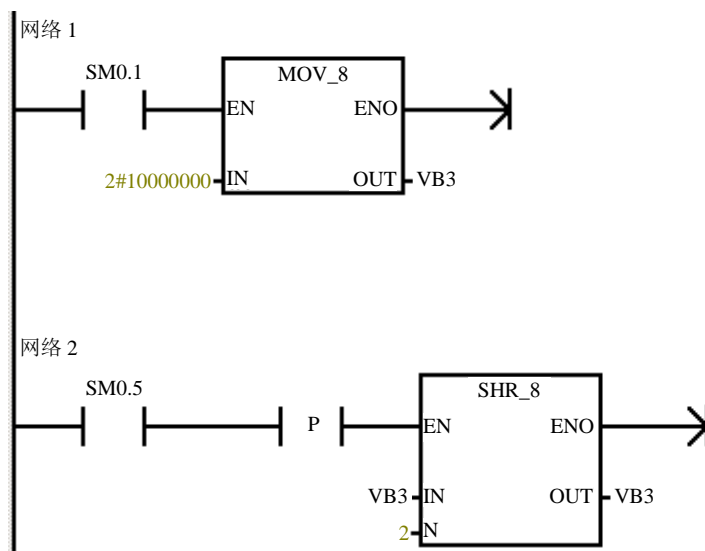 网络 1
SM0.1
MOV_8
EN ENO
2#10000000 IN OUT VB3
网络 2
SM0.5
SHR_8
P EN ENO
VB3 IN OUT VB3
2 N